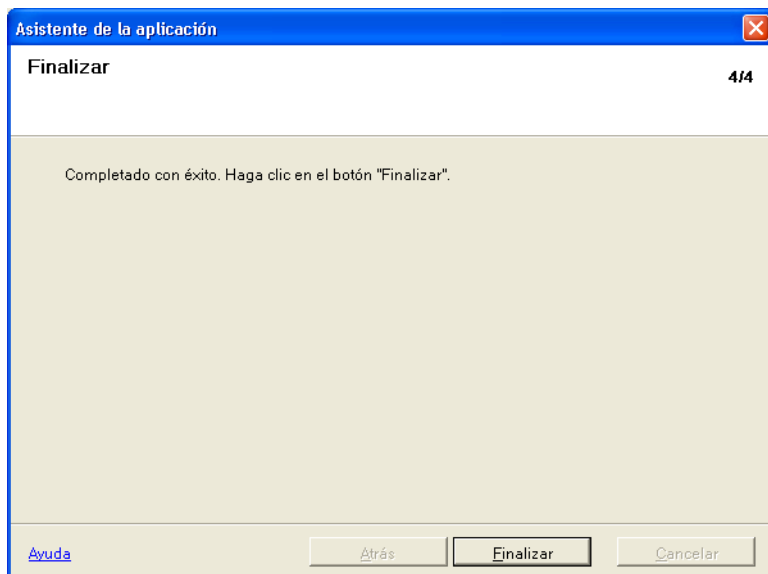 Asistente de la aplicación
Finalizar
4/4
Completado con éxito. Haga clic en el botón "Finalizar".
Ayuda
Atrás
Finalizar
Cancelar